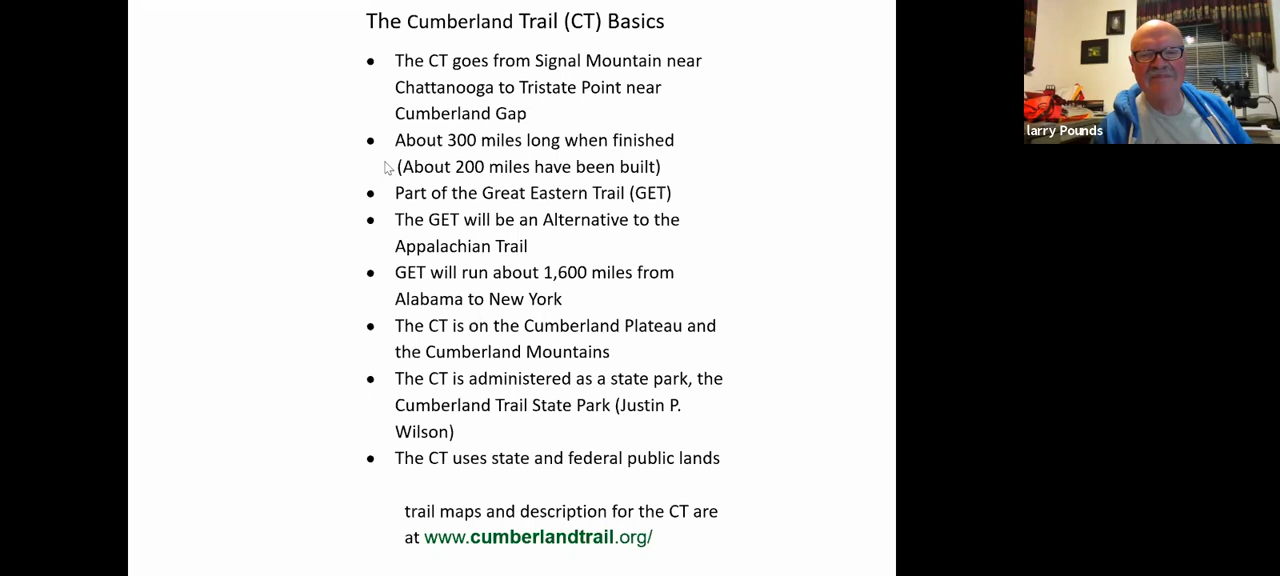 The Cumberland Trail (CT) Basics
• The CT goes from Signal Mountain near
Chattanooga to Tristate Point near
Cumberland Gap
• About 300 miles long when finished
(About 200 miles have been built)
• Part of the Great Eastern Trail (GET)
• The GET will be an Alternative to the
Appalachian Trail
• GET will run about 1,600 miles from
Alabama to New York
• The CT is on the Cumberland Plateau and
the Cumberland Mountains
• The CT is administered as a state park, the
Cumberland Trail State Park (Justin P.
Wilson)
• The CT uses state and federal public lands
trail maps and description for the CT are
at www.cumberlandtrail.org/
larry Pounds